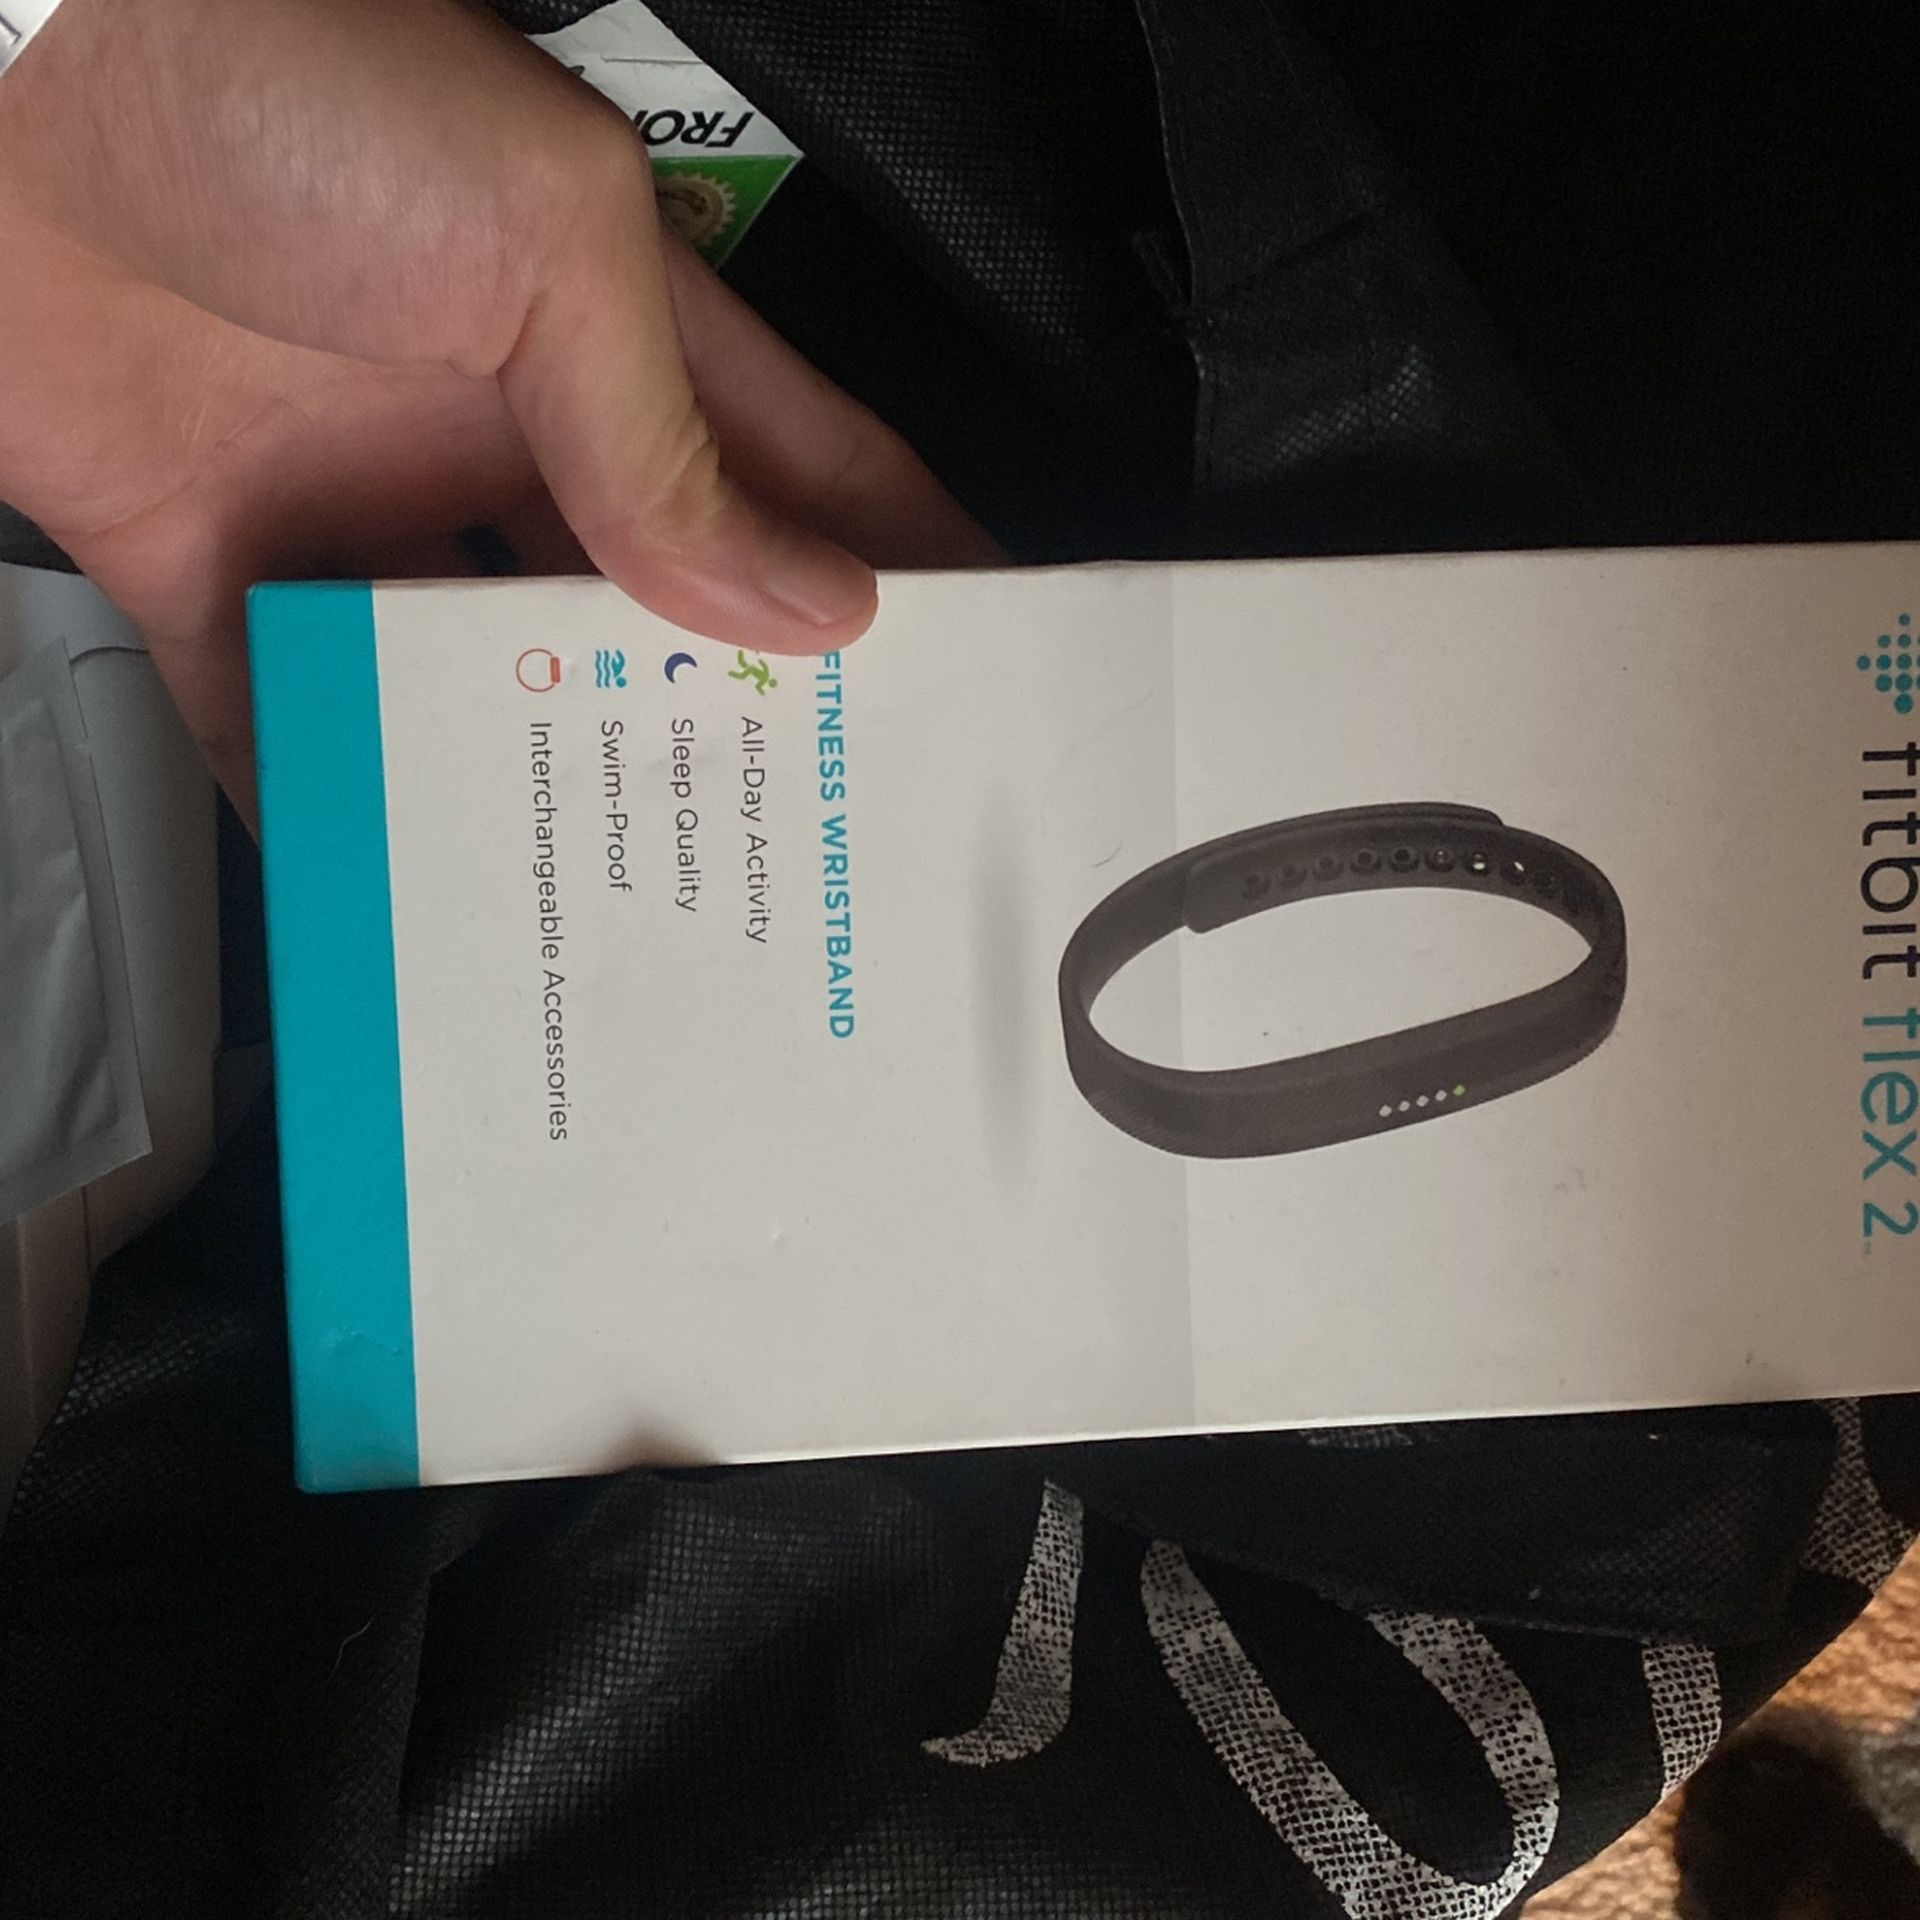 fitbit flex 2
FITNESS WRISTBAND
All-Day Activity
Sleep Quality
Swim-Proof
Interchangeable Accessories